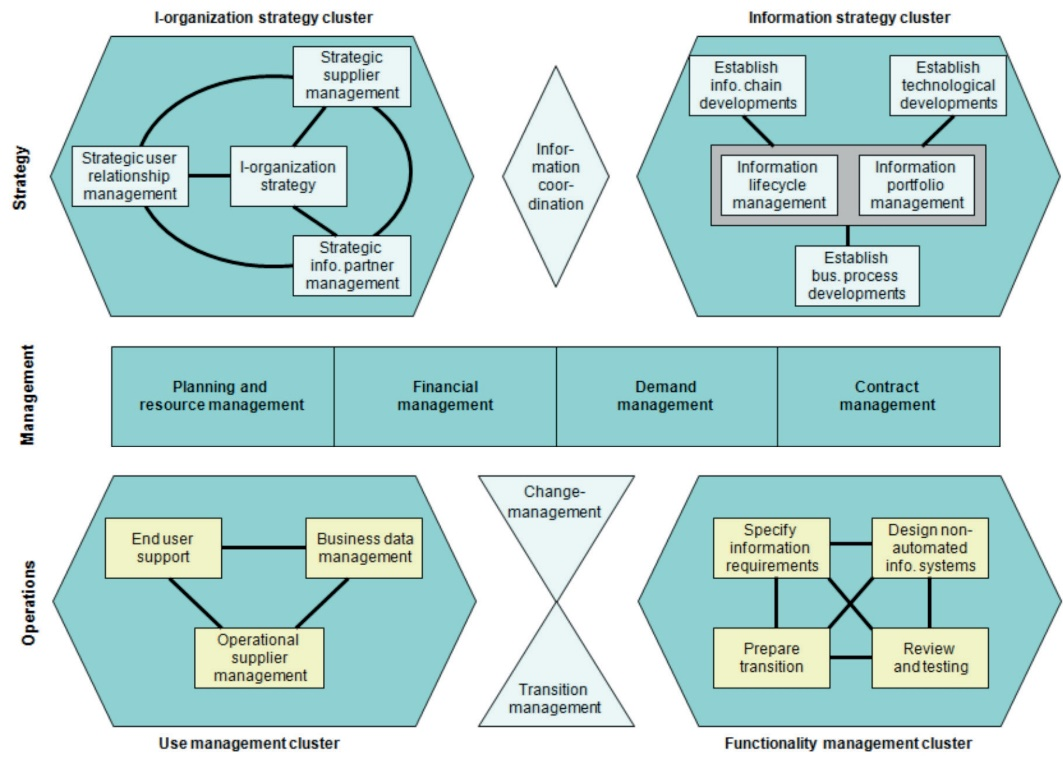 I-organization strategy cluster
Information strategy cluster
Strategy
Strategic
supplier
management
Strategic user
relationship
management
I-organization
strategy
Strategic
info. partner
management
Infor-
mation
coor-
dination
Establish
info. chain
developments
Establish
technological
developments
Information
lifecycle
management
Information
portfolio
management
Establish
bus. process
developments
Management
Planning and
resource management
Financial
management
Demand
management
Contract
management
Operations
End user
support
Business data
management
Operational
supplier
management
Change-
management
Transition
management
Specify
information
requirements
Design non-
automated
info. systems
Prepare
transition
Review
and testing
Use management cluster
Functionality management cluster